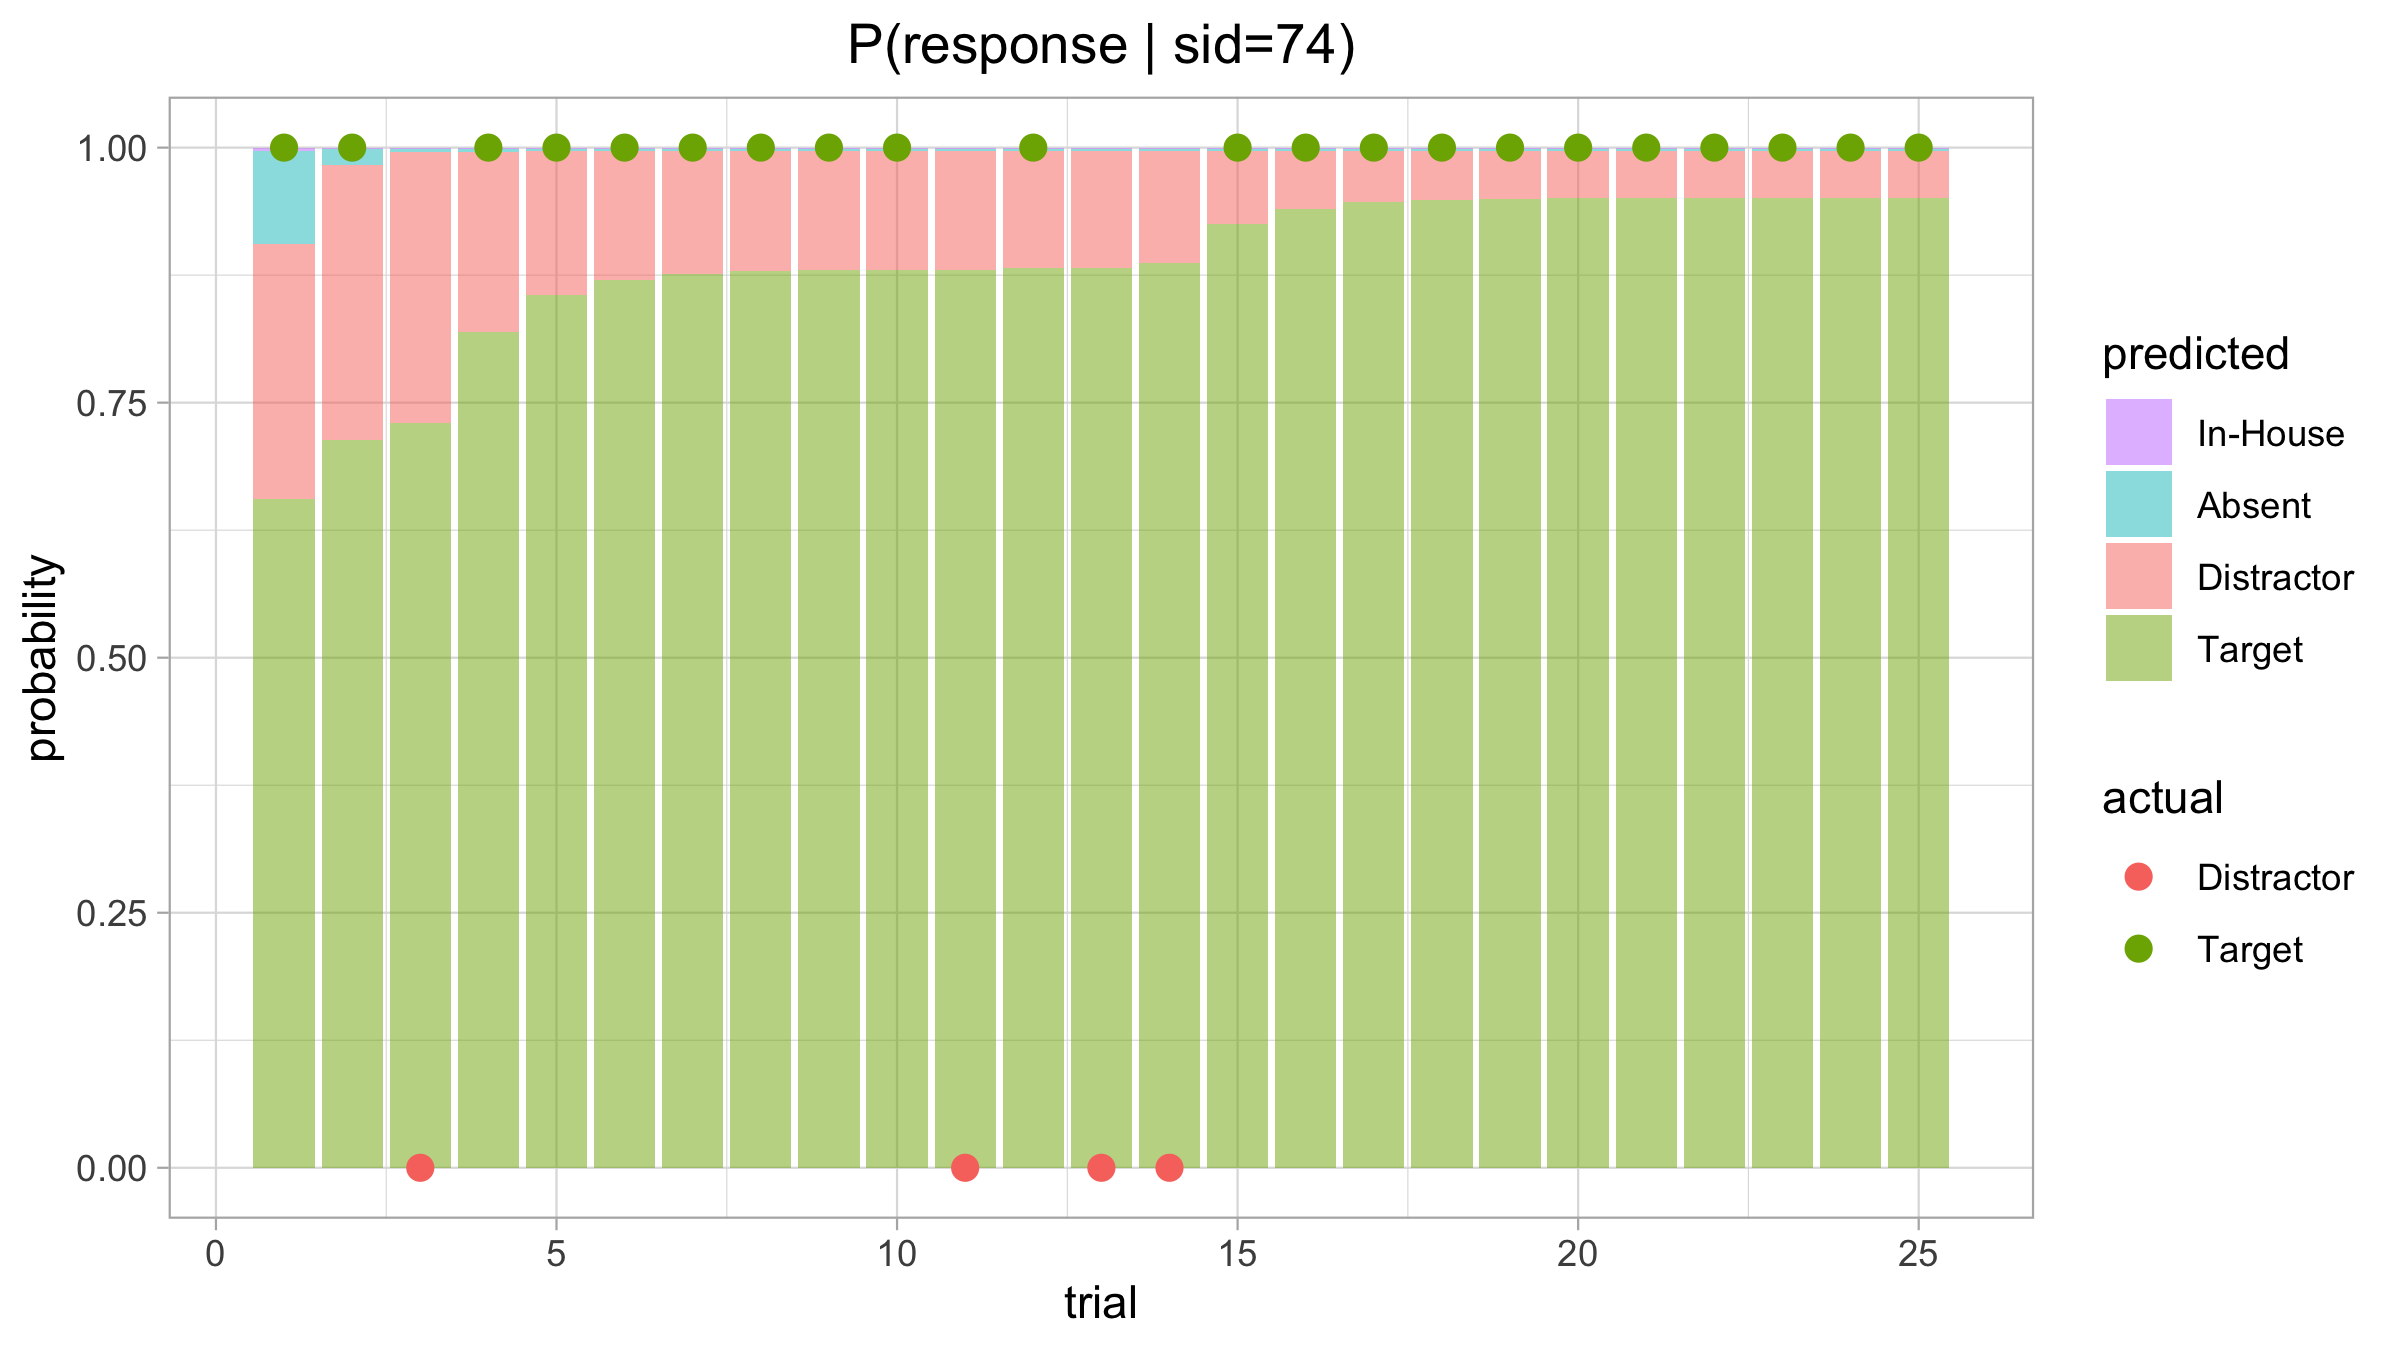 P(response | sid=74)
probability
1.00
0.75
0.50
0.25
0.00
0 5 10 15 20 25
trial
predicted
In-House
Absent
Distractor
Target
actual
Distractor
Target